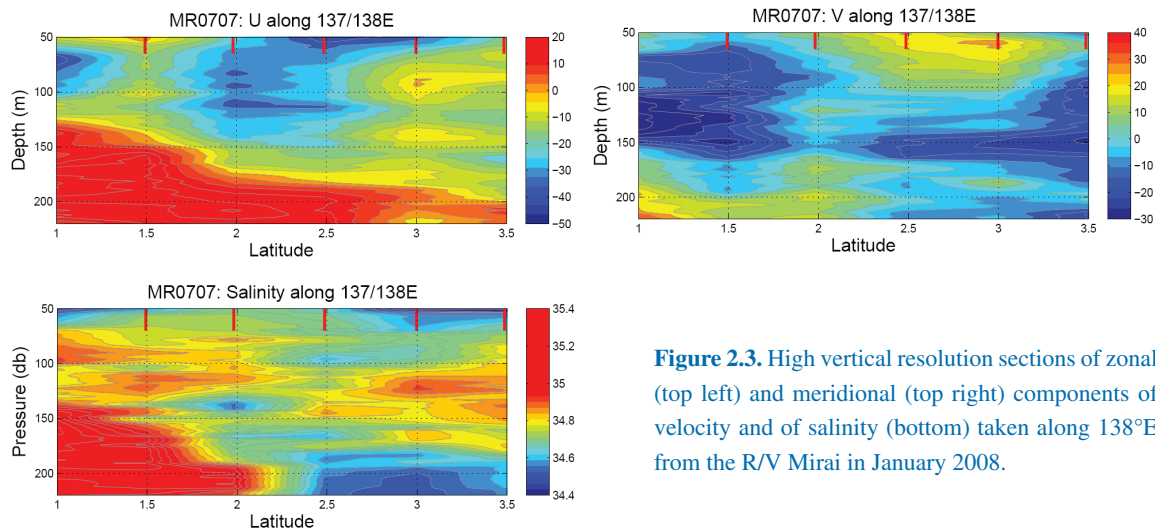 MR0707: U along 137/138E
50
100
150
200
Depth (m)
1 1.5 2 2.5 3 3.5
Latitude
20
10
0
−10
−20
−30
−40
−50
MR0707: V along 137/138E
50
100
150
200
Depth (m)
1 1.5 2 2.5 3 3.5
Latitude
40
30
20
10
0
−10
−20
−30
MR0707: Salinity along 137/138E
50
100
150
200
Pressure (db)
1 1.5 2 2.5 3 3.5
Latitude
35.4
35.2
35
34.8
34.6
34.4
Figure 2.3. High vertical resolution sections of zonal
(top left) and meridional (top right) components of
velocity and of salinity (bottom) taken along 138°E
from the R/V Mirai in January 2008.